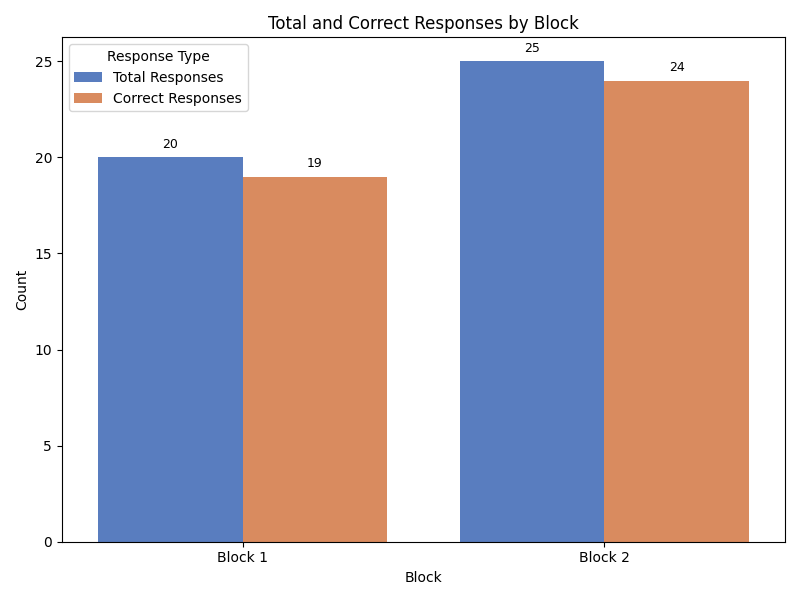 Total and Correct Responses by Block
Response Type
Total Responses
Correct Responses
25
24
20
19
25
20
15
10
5
0
Count
Block 1
Block 2
Block